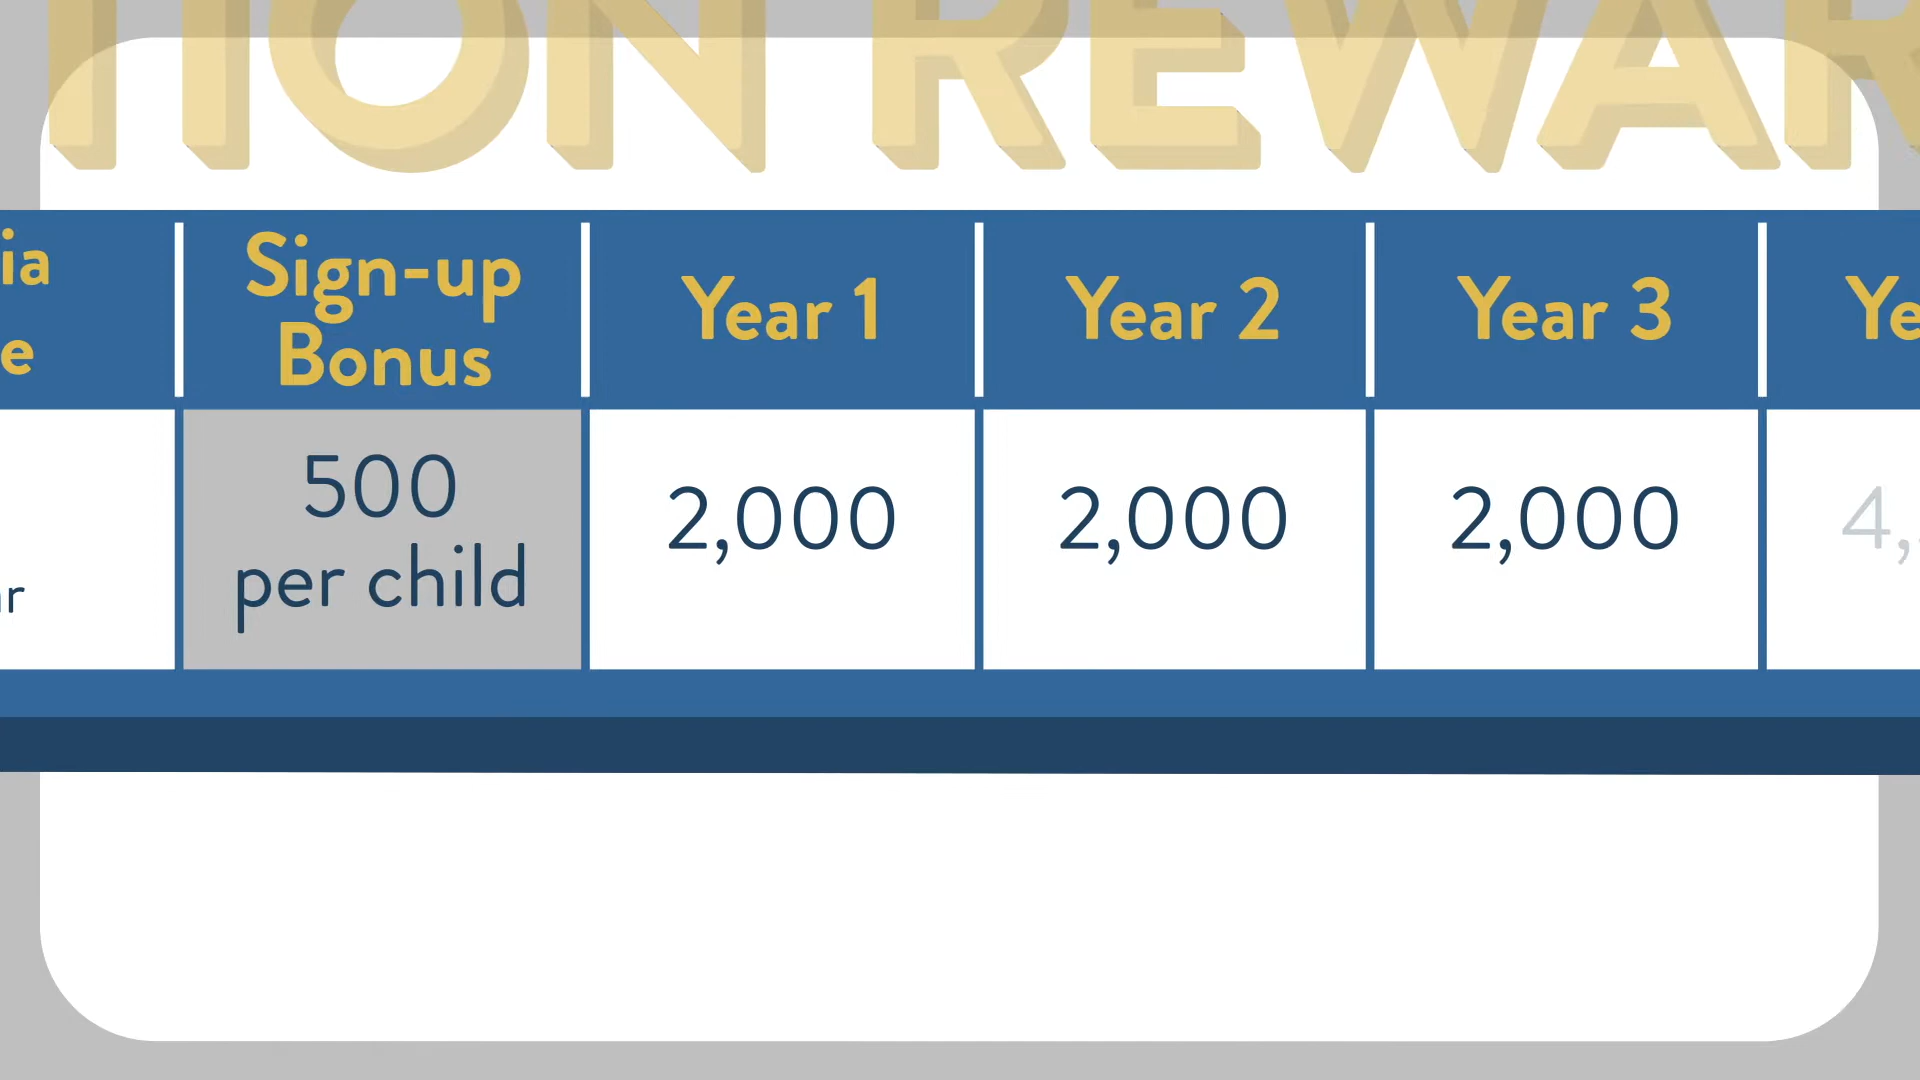 TION REWAR
ia
e
Sign-up
Bonus
Year 1
Year 2
Year 3
Ye
500
per child
2,000
2,000
2,000
4,
ar